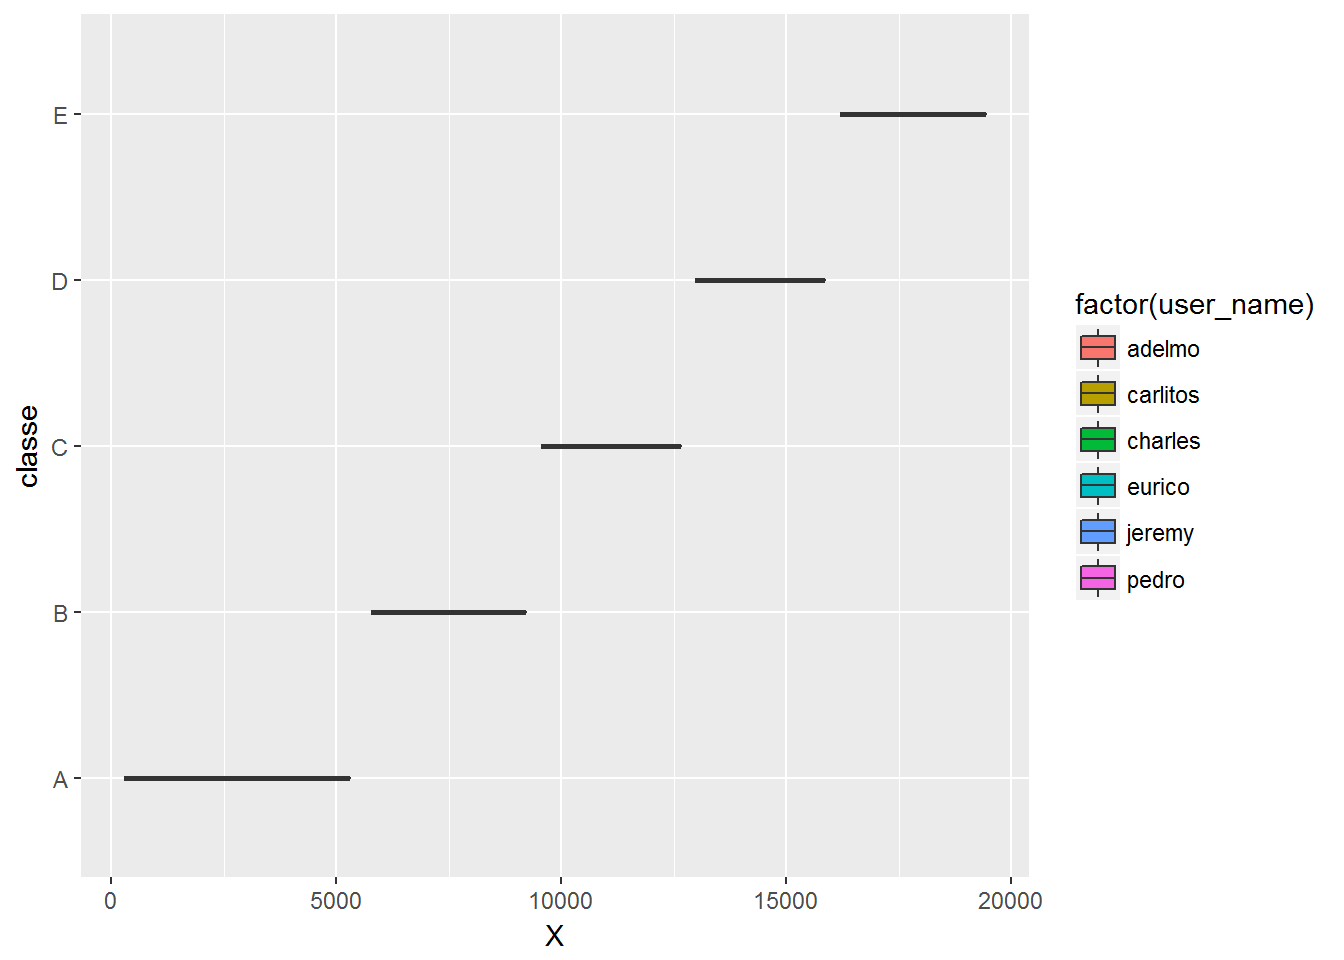 E
D
C
B
A
classe
0 5000 10000 15000 20000
X
factor(user_name)
adelmo
carlitos
charles
eurico
jeremy
pedro